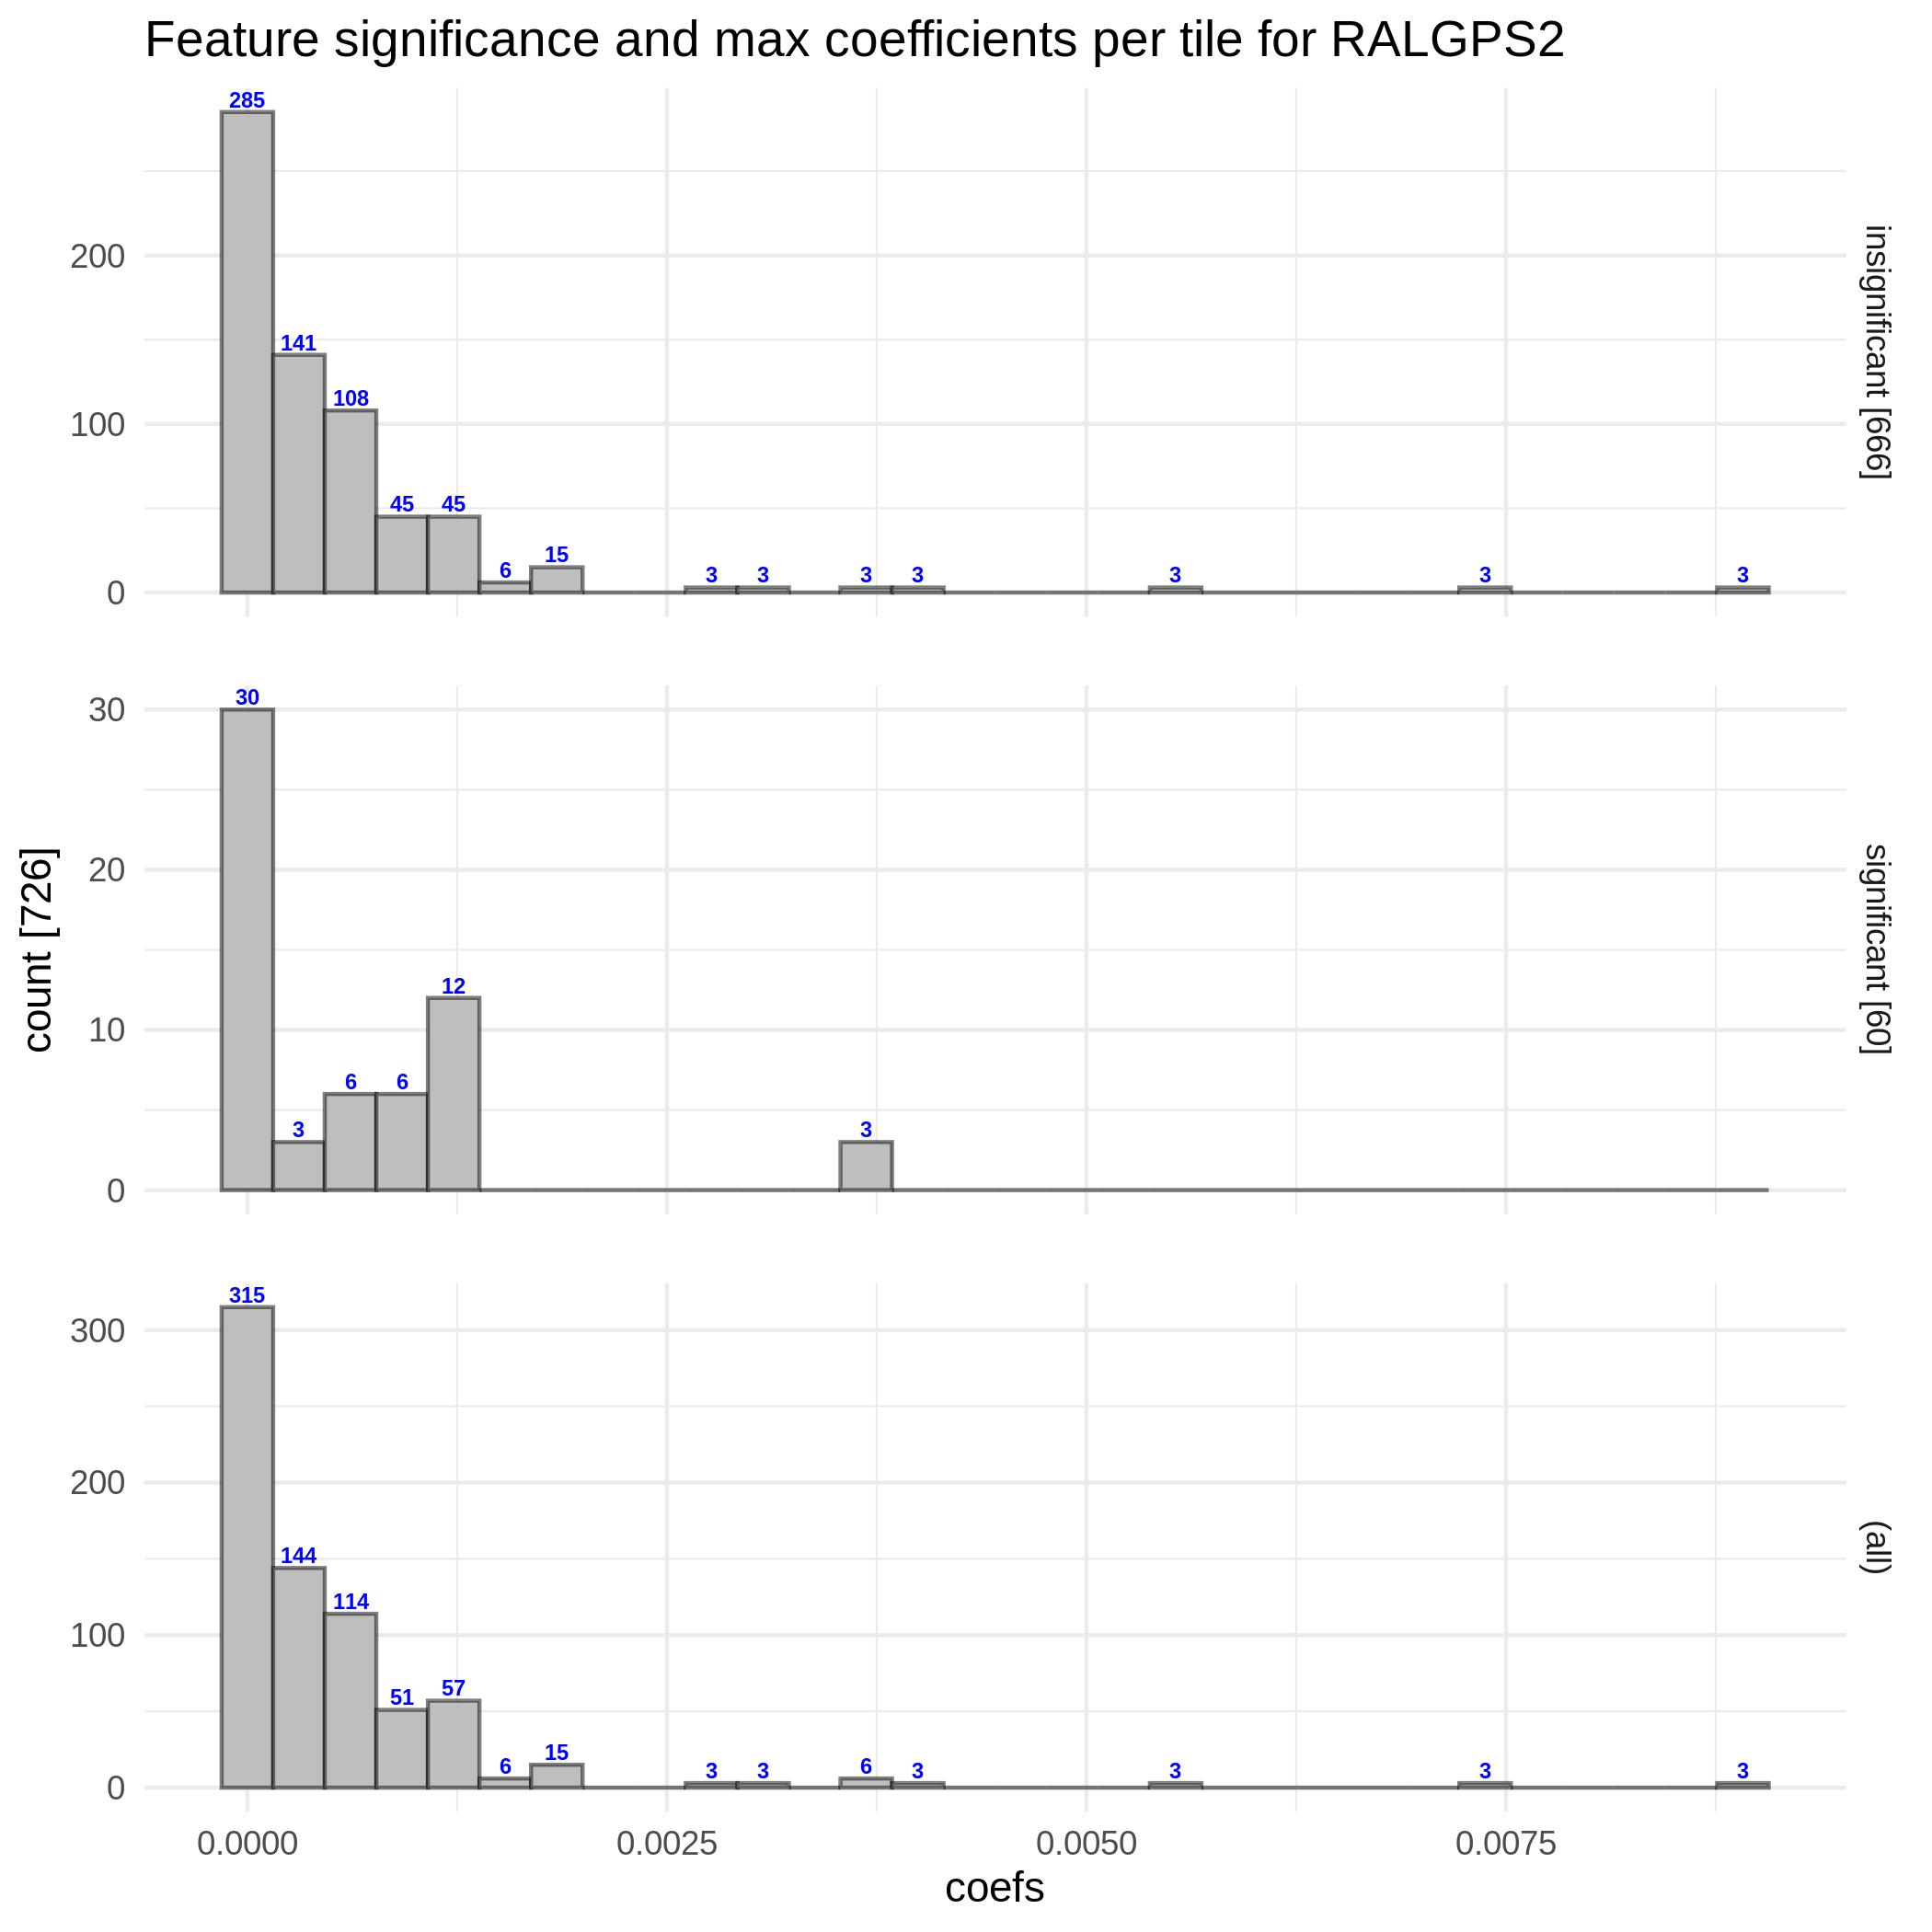 Feature significance and max coefficients per tile for RALGPS2
285
141
108
45 45
6 15
3 3 3 3 3 3 3
200
100
0
insignificant [666]
30
3
6 6
12
3
30
20
10
0
significant [60]
count [726]
315
144
114
51 57
6 15
3 3 6 3 3 3 3
300
200
100
0
(all)
0.0000 0.0025 0.0050 0.0075
coefs